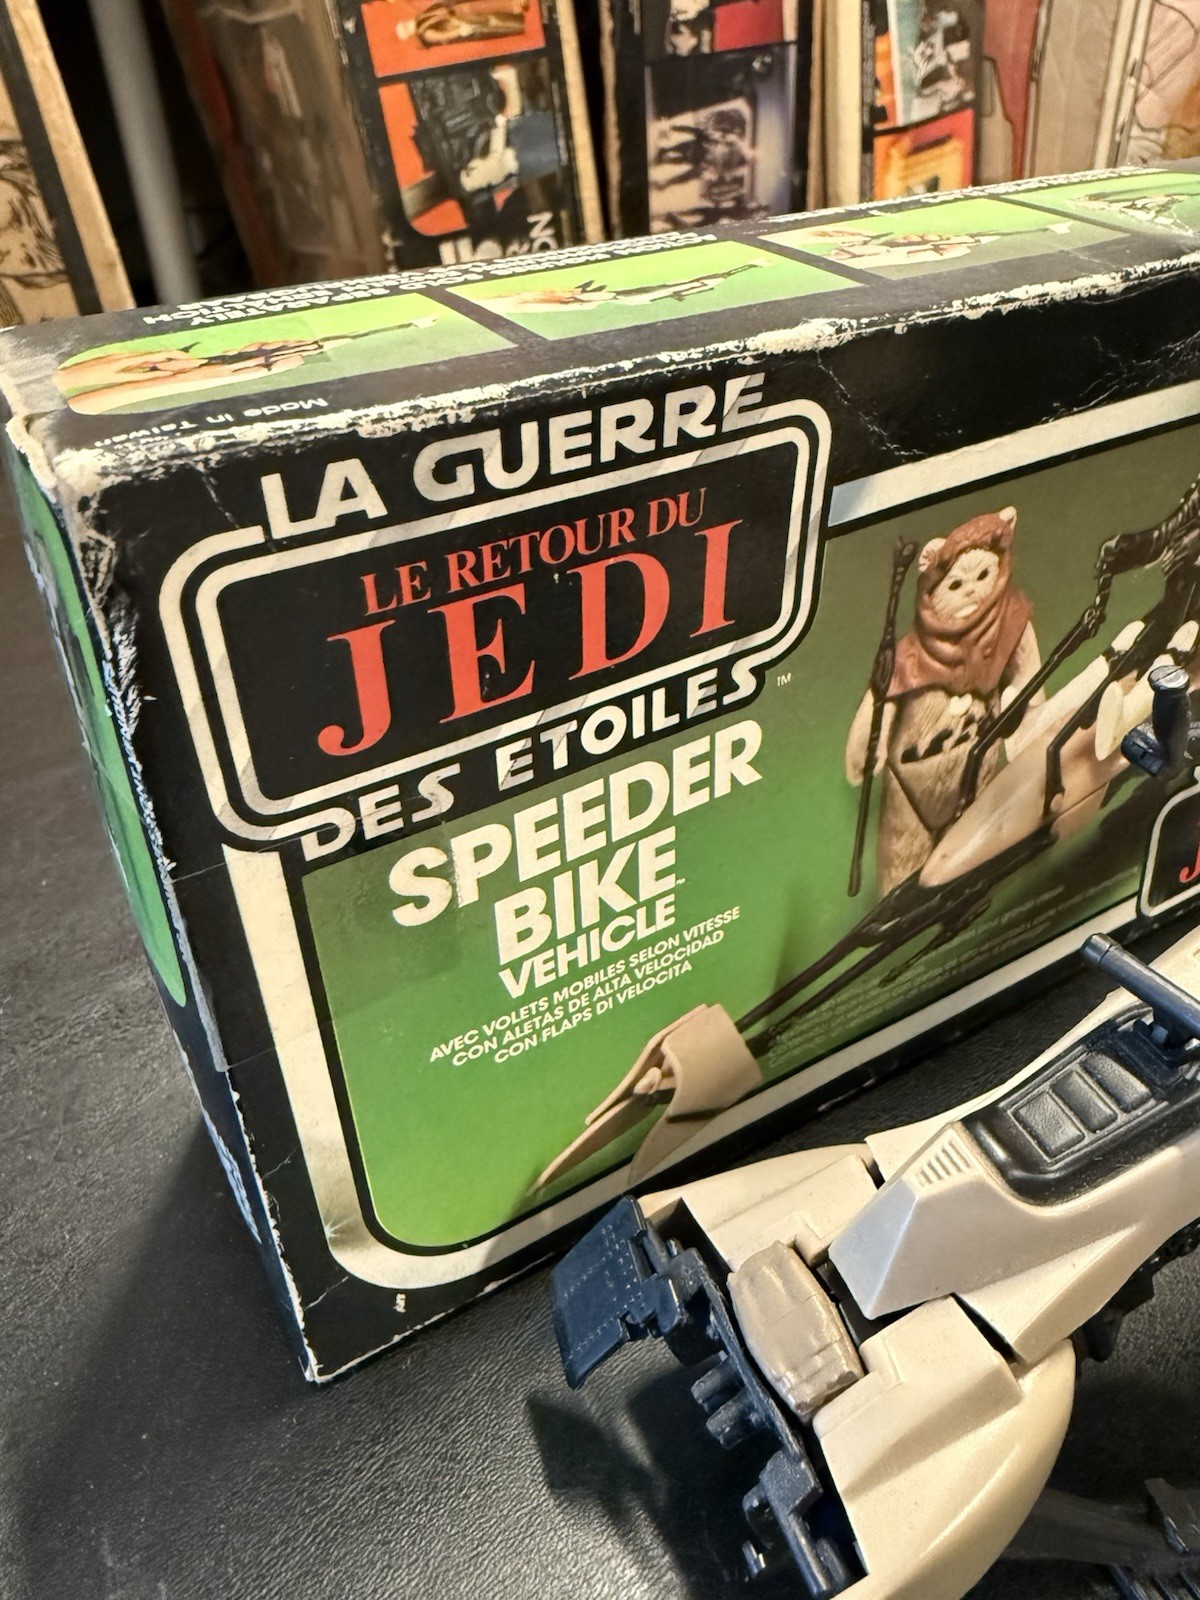 Made in Taiwan
LA GUERRE
LE RETOUR DU
JEDI
DES ETOILES
TM
SPEEDER
BIKE
VEHICLE
AVEC VOLETS MOBILES SELON VITESSE
CON ALETAS DE ALTA VELOCIDAD
CON FLAPS DI VELOCITA